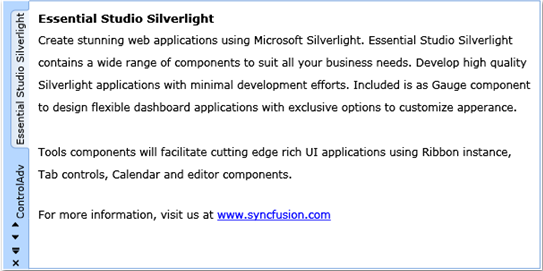 Essential Studio Silverlight
ControlAdv
Essential Studio Silverlight
Create stunning web applications using Microsoft Silverlight. Essential Studio Silverlight
contains a wide range of components to suit all your business needs. Develop high quality
Silverlight applications with minimal development efforts. Included is as Gauge component
to design flexible dashboard applications with exclusive options to customize apperance.
Tools components will facilitate cutting edge rich UI applications using Ribbon instance,
Tab controls, Calendar and editor components.
For more information, visit us at www.syncfusion.com